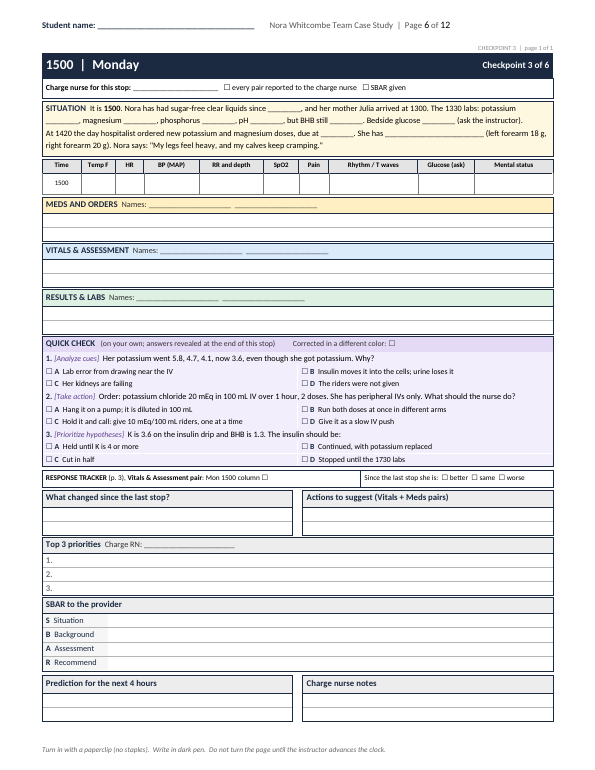 Student name: ________________________________ Nora Whitcombe Team Case Study | Page 6 of 12
CHECKPOINT 3 | page 1 of 1
1500 | Monday Checkpoint 3 of 6
Charge nurse for this stop: ____________________ ☐ every pair reported to the charge nurse ☐ SBAR given
SITUATION It is 1500. Nora has had sugar-free clear liquids since ________, and her mother Julia arrived at 1300. The 1330 labs: potassium
________, magnesium ________, phosphorus ________, pH ________, but BHB still ________. Bedside glucose ________ (ask the instructor).
At 1420 the day hospitalist ordered new potassium and magnesium doses, due at ________. She has ________________________ (left forearm 18 g,
right forearm 20 g). Nora says: "My legs feel heavy, and my calves keep cramping."
Time Temp F HR BP (MAP) RR and depth SpO2 Pain Rhythm / T waves Glucose (ask) Mental status
1500
MEDS AND ORDERS Names: ____________________ ____________________
VITALS & ASSESSMENT Names: ____________________ ____________________
RESULTS & LABS Names: ____________________ ____________________
QUICK CHECK (on your own; answers revealed at the end of this stop) Corrected in a different color: ☐
1. [Analyze cues] Her potassium went 5.8, 4.7, 4.1, now 3.6, even though she got potassium. Why?
☐ A Lab error from drawing near the IV ☐ B Insulin moves it into the cells; urine loses it
☐ C Her kidneys are failing ☐ D The riders were not given
2. [Take action] Order: potassium chloride 20 mEq in 100 mL IV over 1 hour, 2 doses. She has peripheral IVs only. What should the nurse do?
☐ A Hang it on a pump; it is diluted in 100 mL ☐ B Run both doses at once in different arms
☐ C Hold it and call: give 10 mEq/100 mL riders, one at a time ☐ D Give it as a slow IV push
3. [Prioritize hypotheses] K is 3.6 on the insulin drip and BHB is 1.3. The insulin should be:
☐ A Held until K is 4 or more ☐ B Continued, with potassium replaced
☐ C Cut in half ☐ D Stopped until the 1730 labs
RESPONSE TRACKER (p. 3), Vitals & Assessment pair: Mon 1500 column ☐ Since the last stop she is: ☐ better ☐ same ☐ worse
What changed since the last stop? Actions to suggest (Vitals + Meds pairs)
Top 3 priorities Charge RN: ______________________
1.
2.
3.
SBAR to the provider
S Situation
B Background
A Assessment
R Recommend
Prediction for the next 4 hours Charge nurse notes
Turn in with a paperclip (no staples). Write in dark pen. Do not turn the page until the instructor advances the clock.